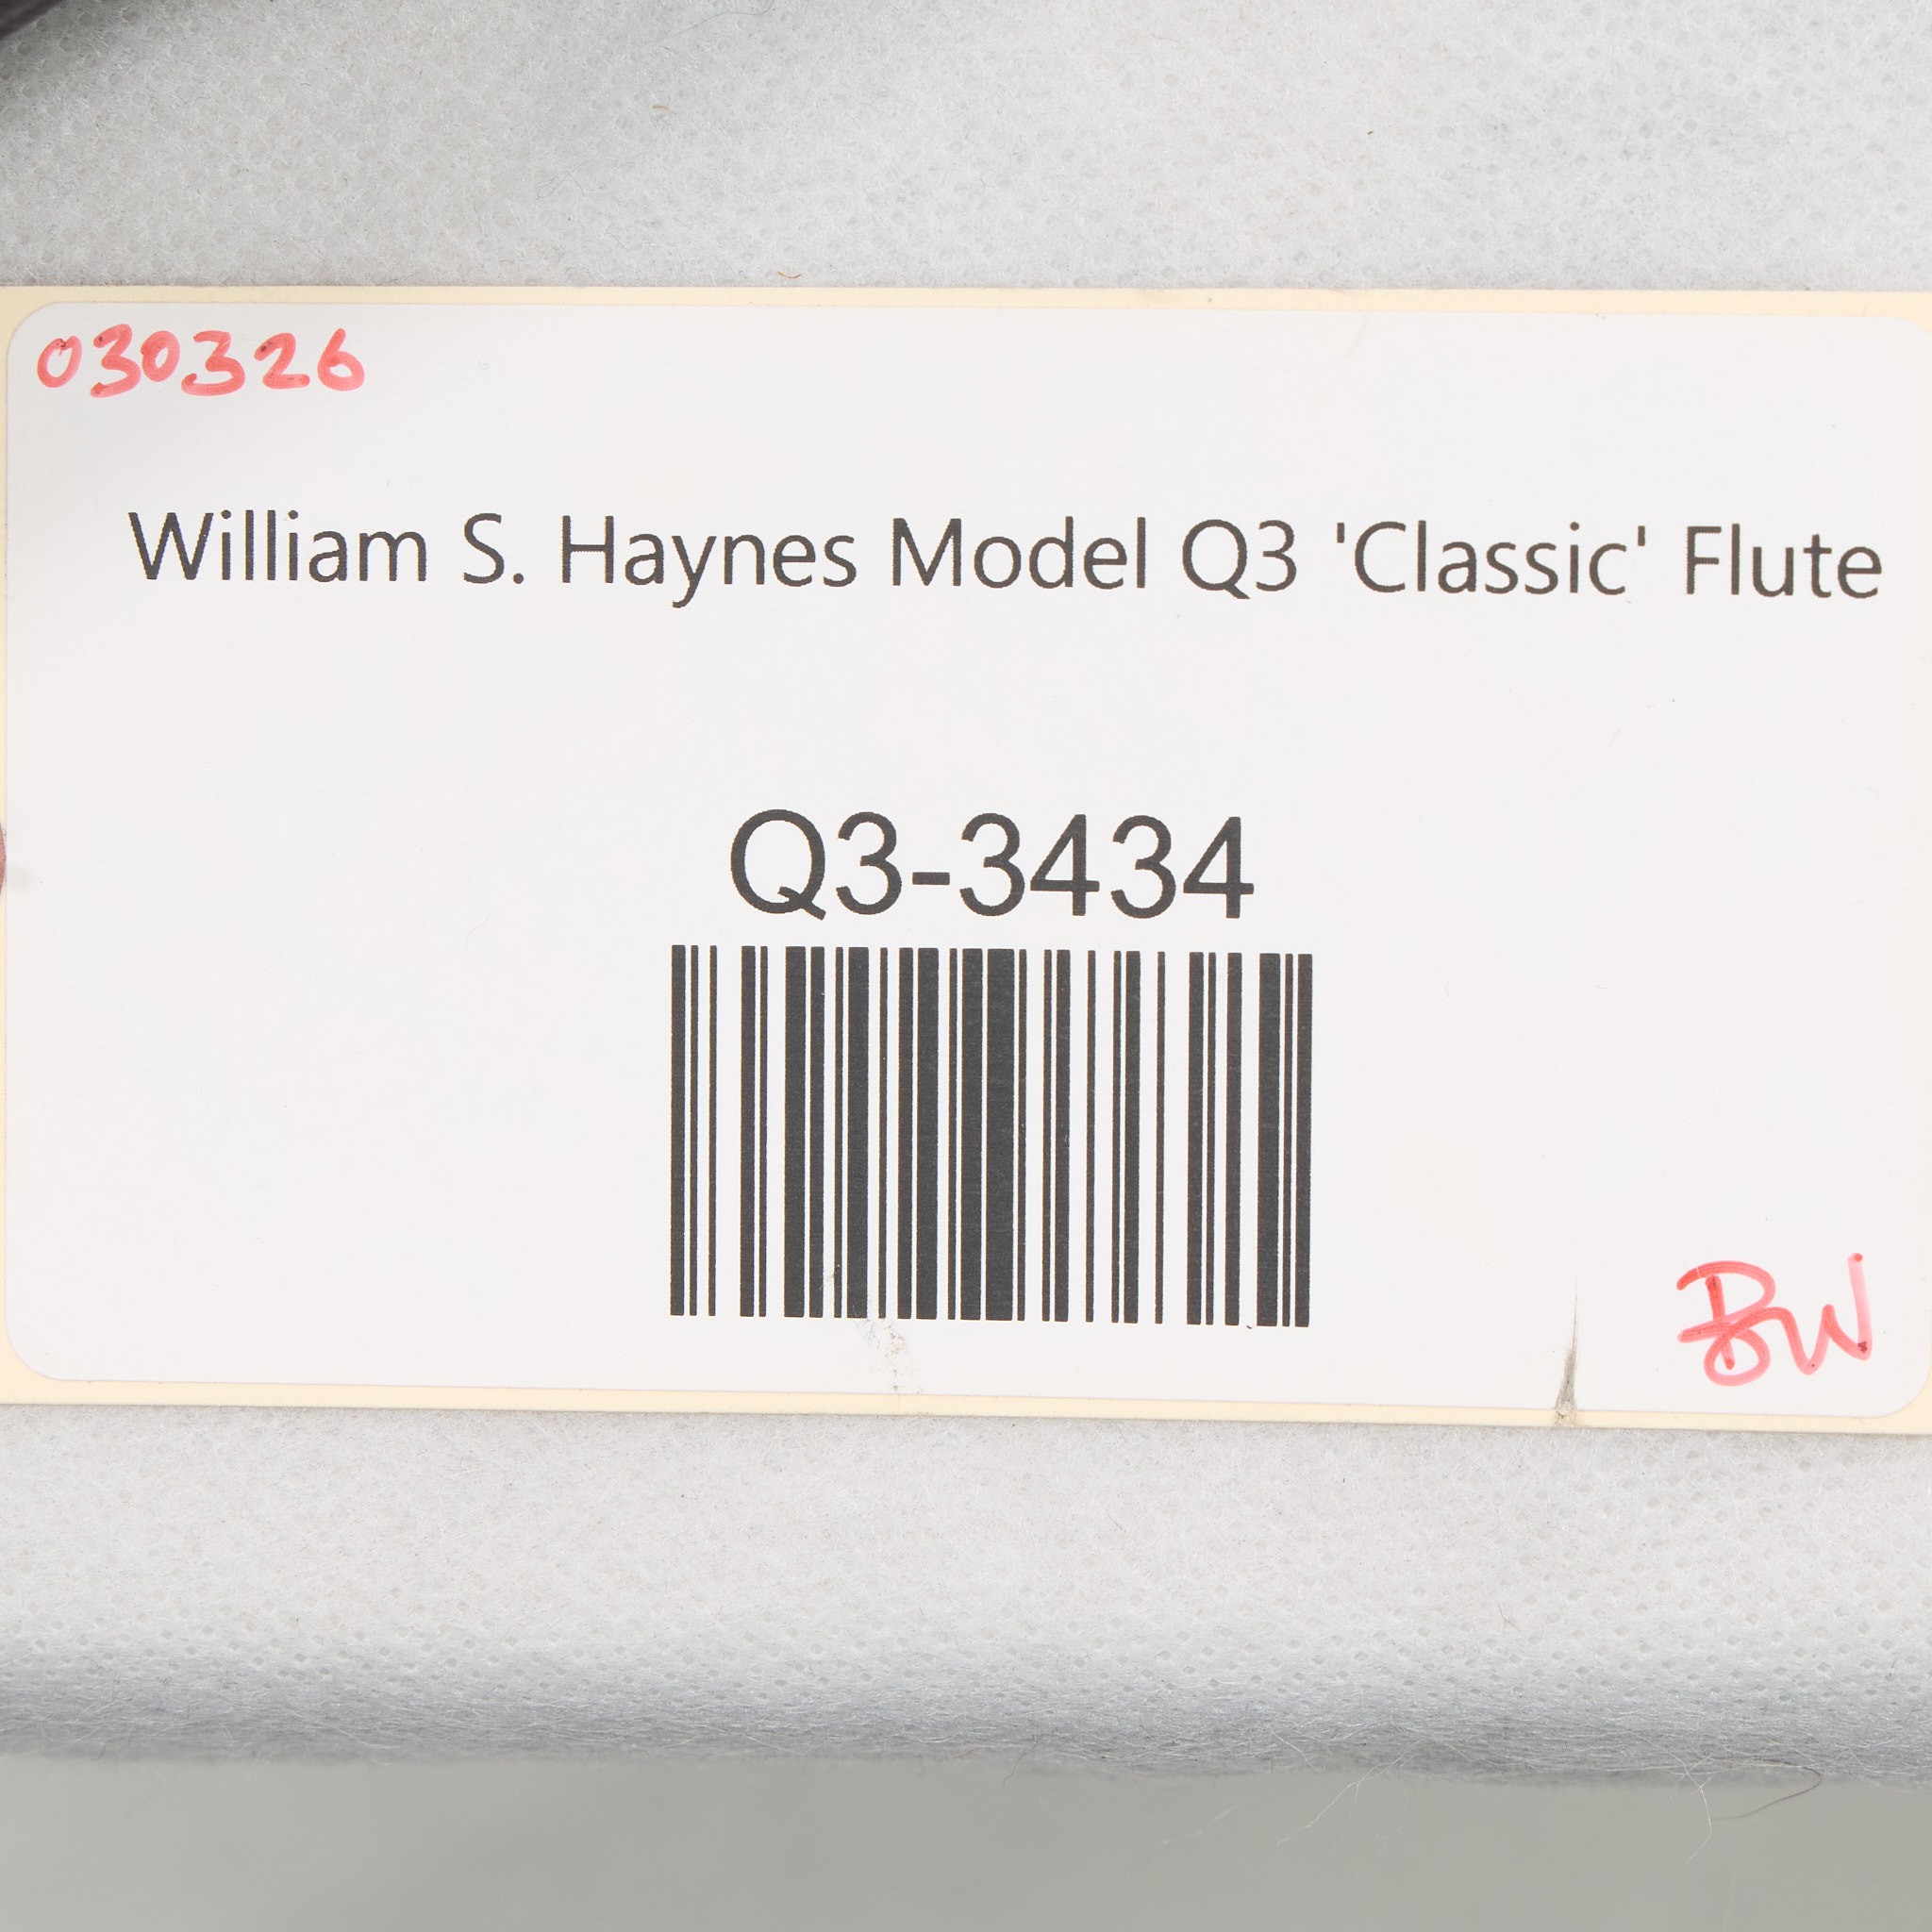 030326
William S. Haynes Model Q3 'Classic' Flute
Q3-3434
BW